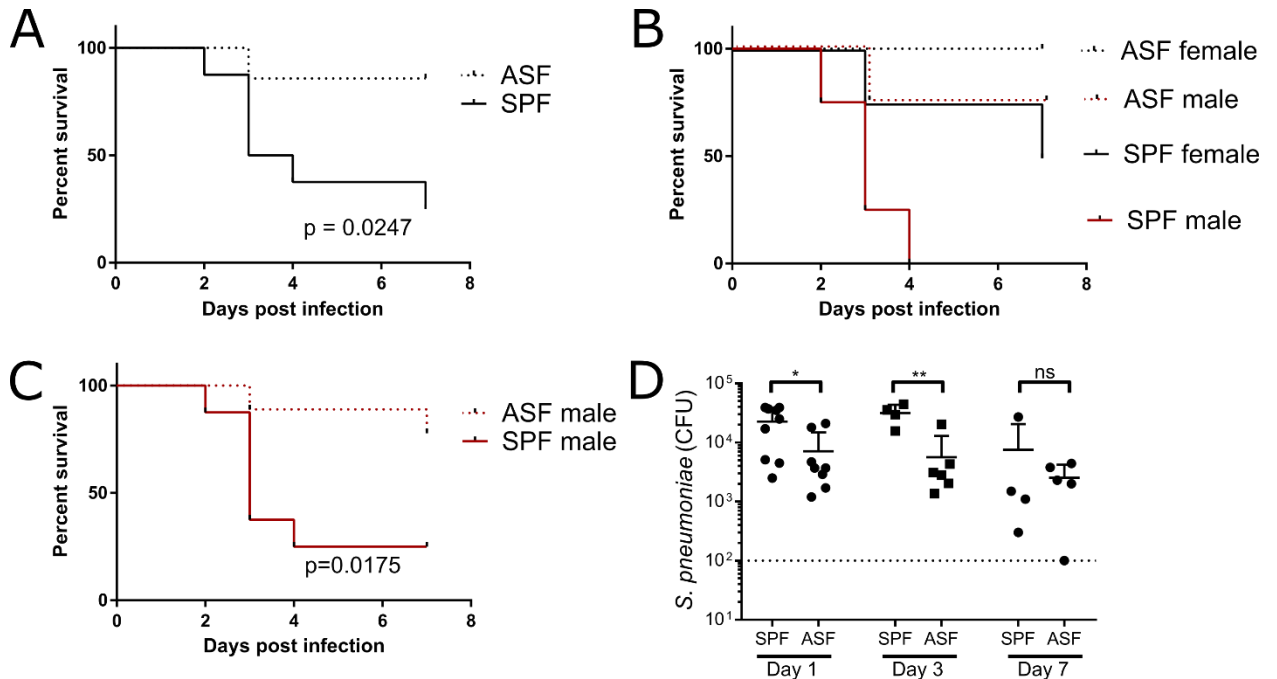 A
Percent survival
100
50
0
0 2 4 6 8
Days post infection
ASF
SPF
p = 0.0247
B
Percent survival
100
50
0
0 2 4 6 8
Days post infection
ASF female
ASF male
SPF female
SPF male
C
Percent survival
100
50
0
0 2 4 6 8
Days post infection
ASF male
SPF male
p=0.0175
D
S. pneumoniae (CFU)
10⁵
10⁴
10³
10²
10¹
* ** ns
SPF ASF SPF ASF SPF ASF
Day 1 Day 3 Day 7